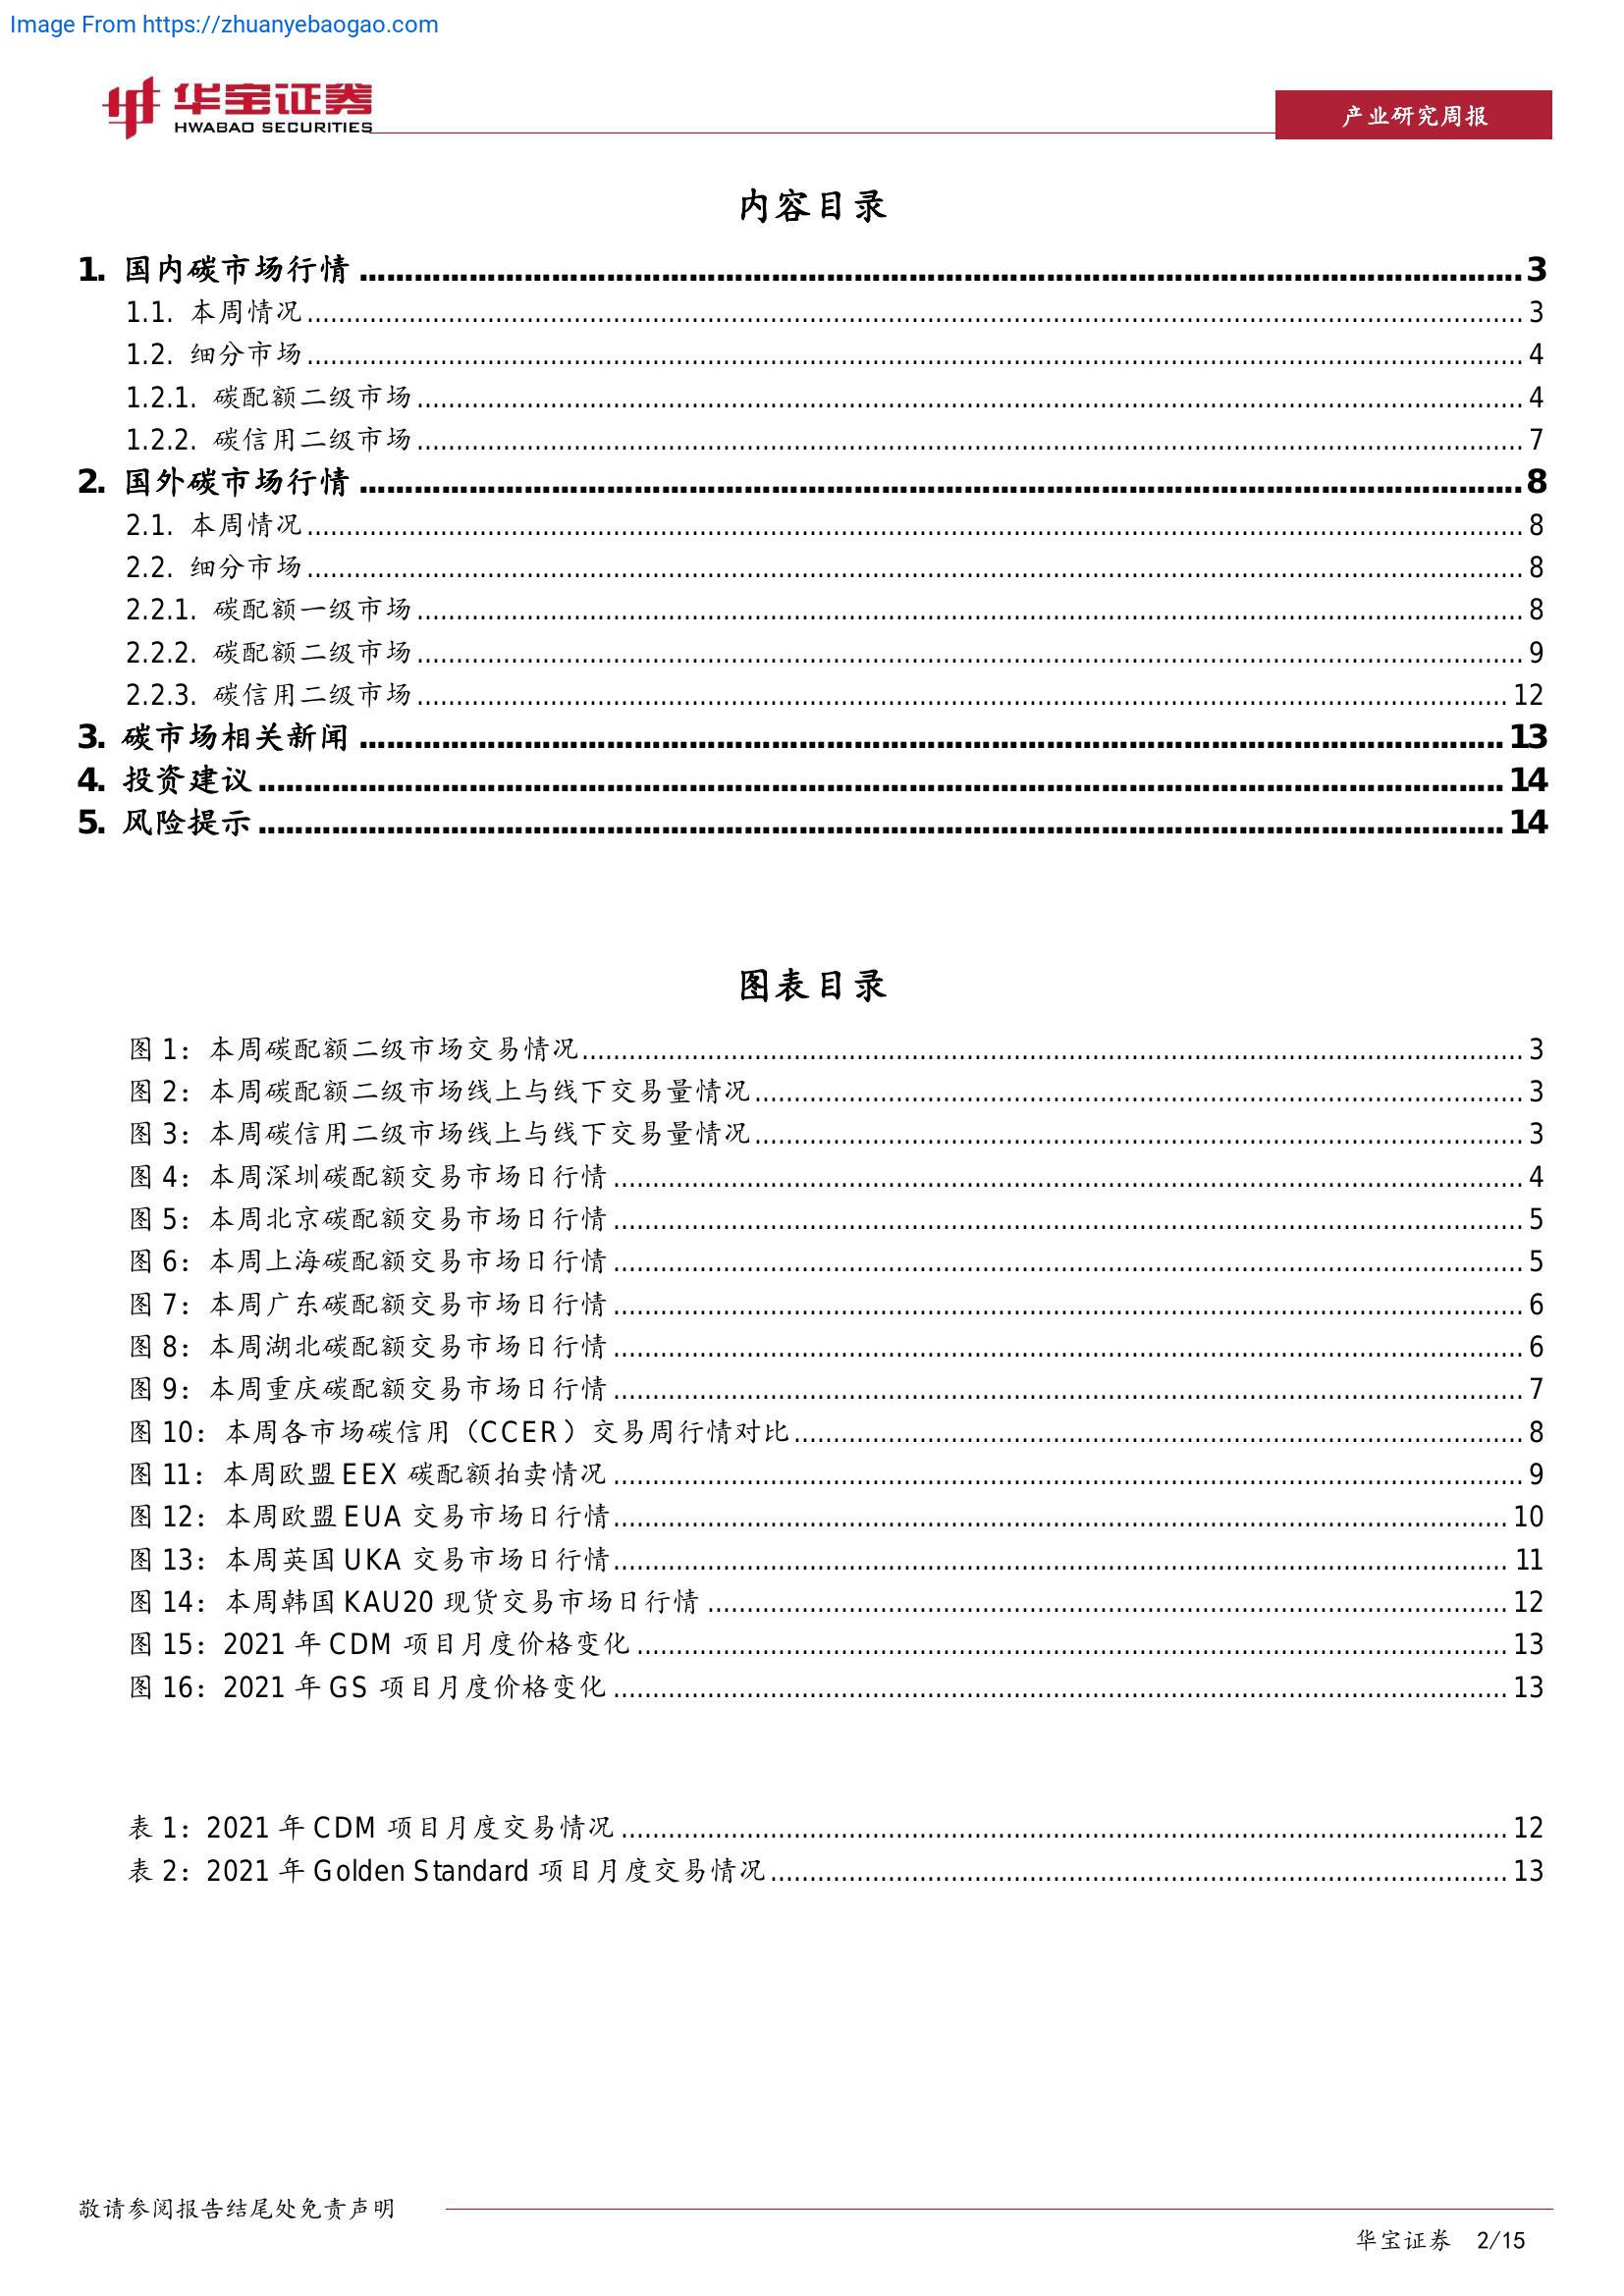 Image From https://zhuanyebaogao.com
华宝证券
HWABAO SECURITIES
产业研究周报
内容目录
1. 国内碳市场行情 3
1.1. 本周情况 3
1.2. 细分市场 4
1.2.1. 碳配额二级市场 4
1.2.2. 碳信用二级市场 7
2. 国外碳市场行情 8
2.1. 本周情况 8
2.2. 细分市场 8
2.2.1. 碳配额一级市场 8
2.2.2. 碳配额二级市场 9
2.2.3. 碳信用二级市场 12
3. 碳市场相关新闻 13
4. 投资建议 14
5. 风险提示 14
图表目录
图 1：本周碳配额二级市场交易情况 3
图 2：本周碳配额二级市场线上与线下交易量情况 3
图 3：本周碳信用二级市场线上与线下交易量情况 3
图 4：本周深圳碳配额交易市场日行情 4
图 5：本周北京碳配额交易市场日行情 5
图 6：本周上海碳配额交易市场日行情 5
图 7：本周广东碳配额交易市场日行情 6
图 8：本周湖北碳配额交易市场日行情 6
图 9：本周重庆碳配额交易市场日行情 7
图 10：本周各市场碳信用（CCER）交易周行情对比 8
图 11：本周欧盟 EEX 碳配额拍卖情况 9
图 12：本周欧盟 EUA 交易市场日行情 10
图 13：本周英国 UKA 交易市场日行情 11
图 14：本周韩国 KAU20 现货交易市场日行情 12
图 15：2021 年 CDM 项目月度价格变化 13
图 16：2021 年 GS 项目月度价格变化 13
表 1：2021 年 CDM 项目月度交易情况 12
表 2：2021 年 Golden Standard 项目月度交易情况 13
敬请参阅报告结尾处免责声明
华宝证券 2/15